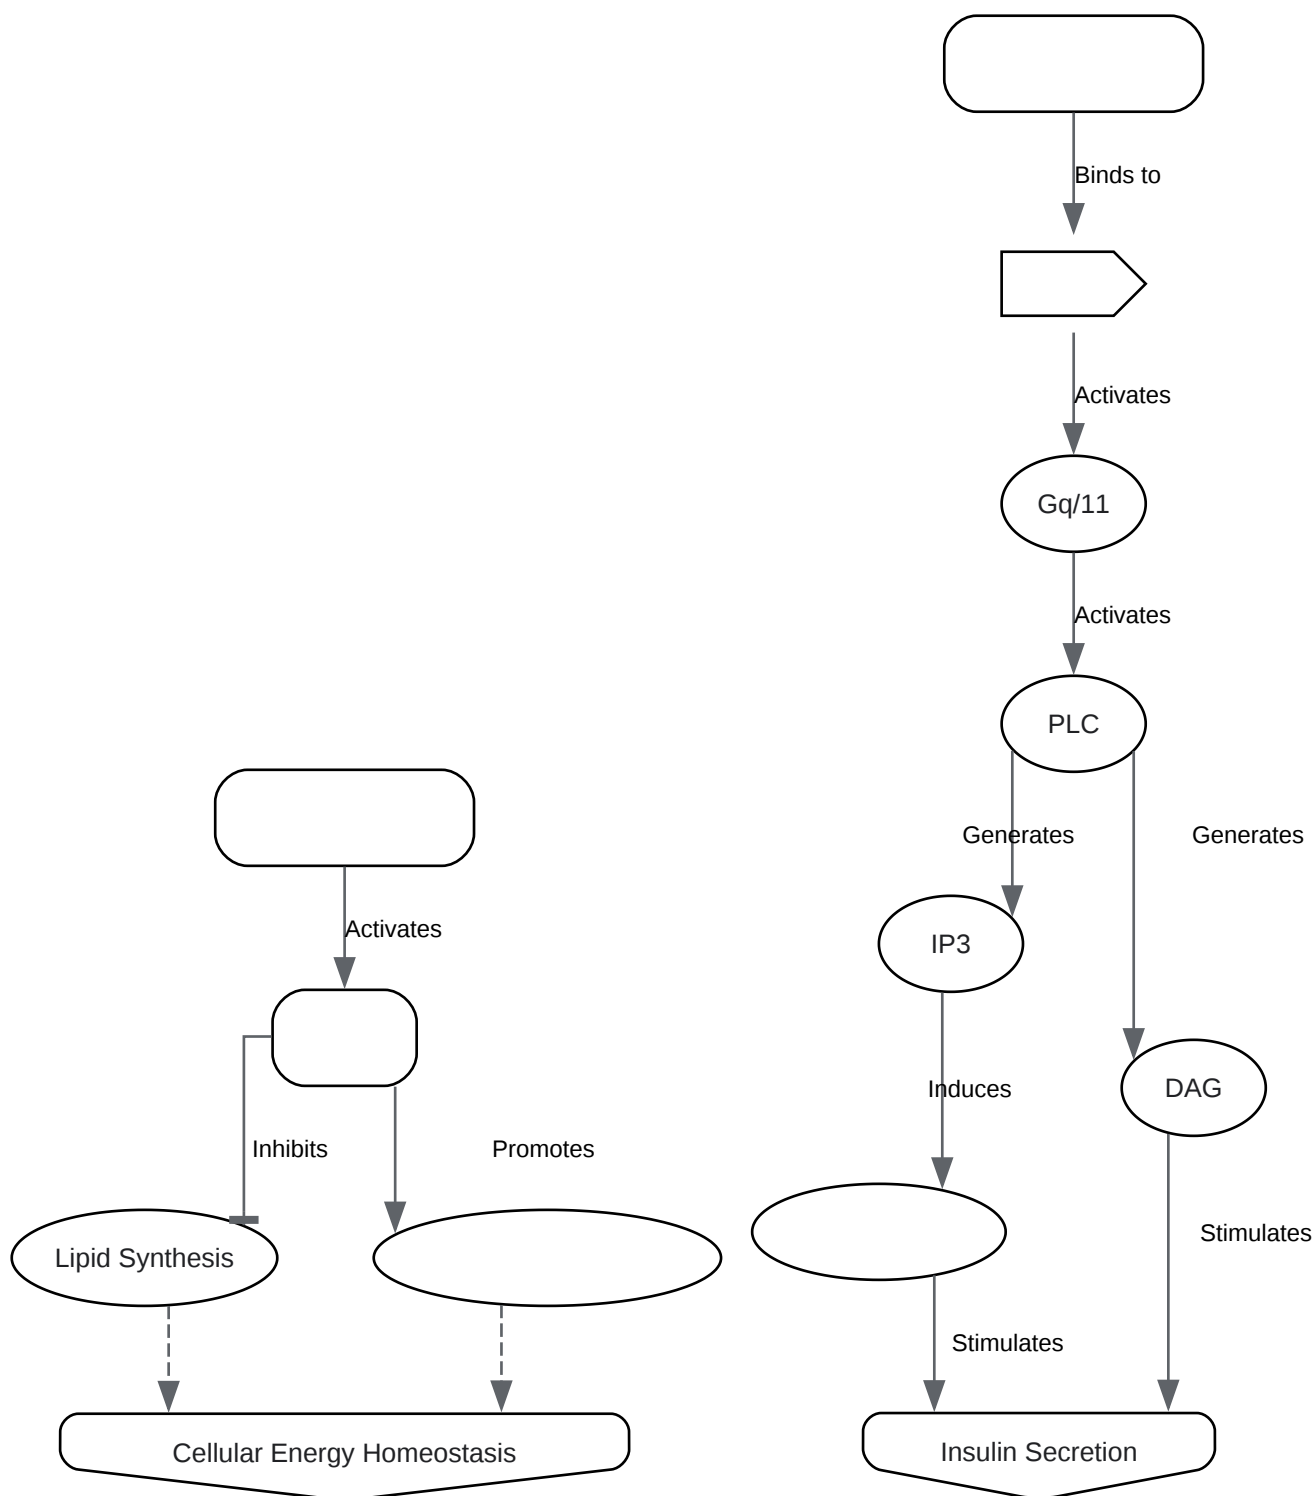 Binds to
Activates
Gq/11
Activates
PLC
Generates
Generates
Activates
IP3
DAG
Induces
Inhibits
Promotes
Lipid Synthesis
Stimulates
Stimulates
Cellular Energy Homeostasis
Insulin Secretion